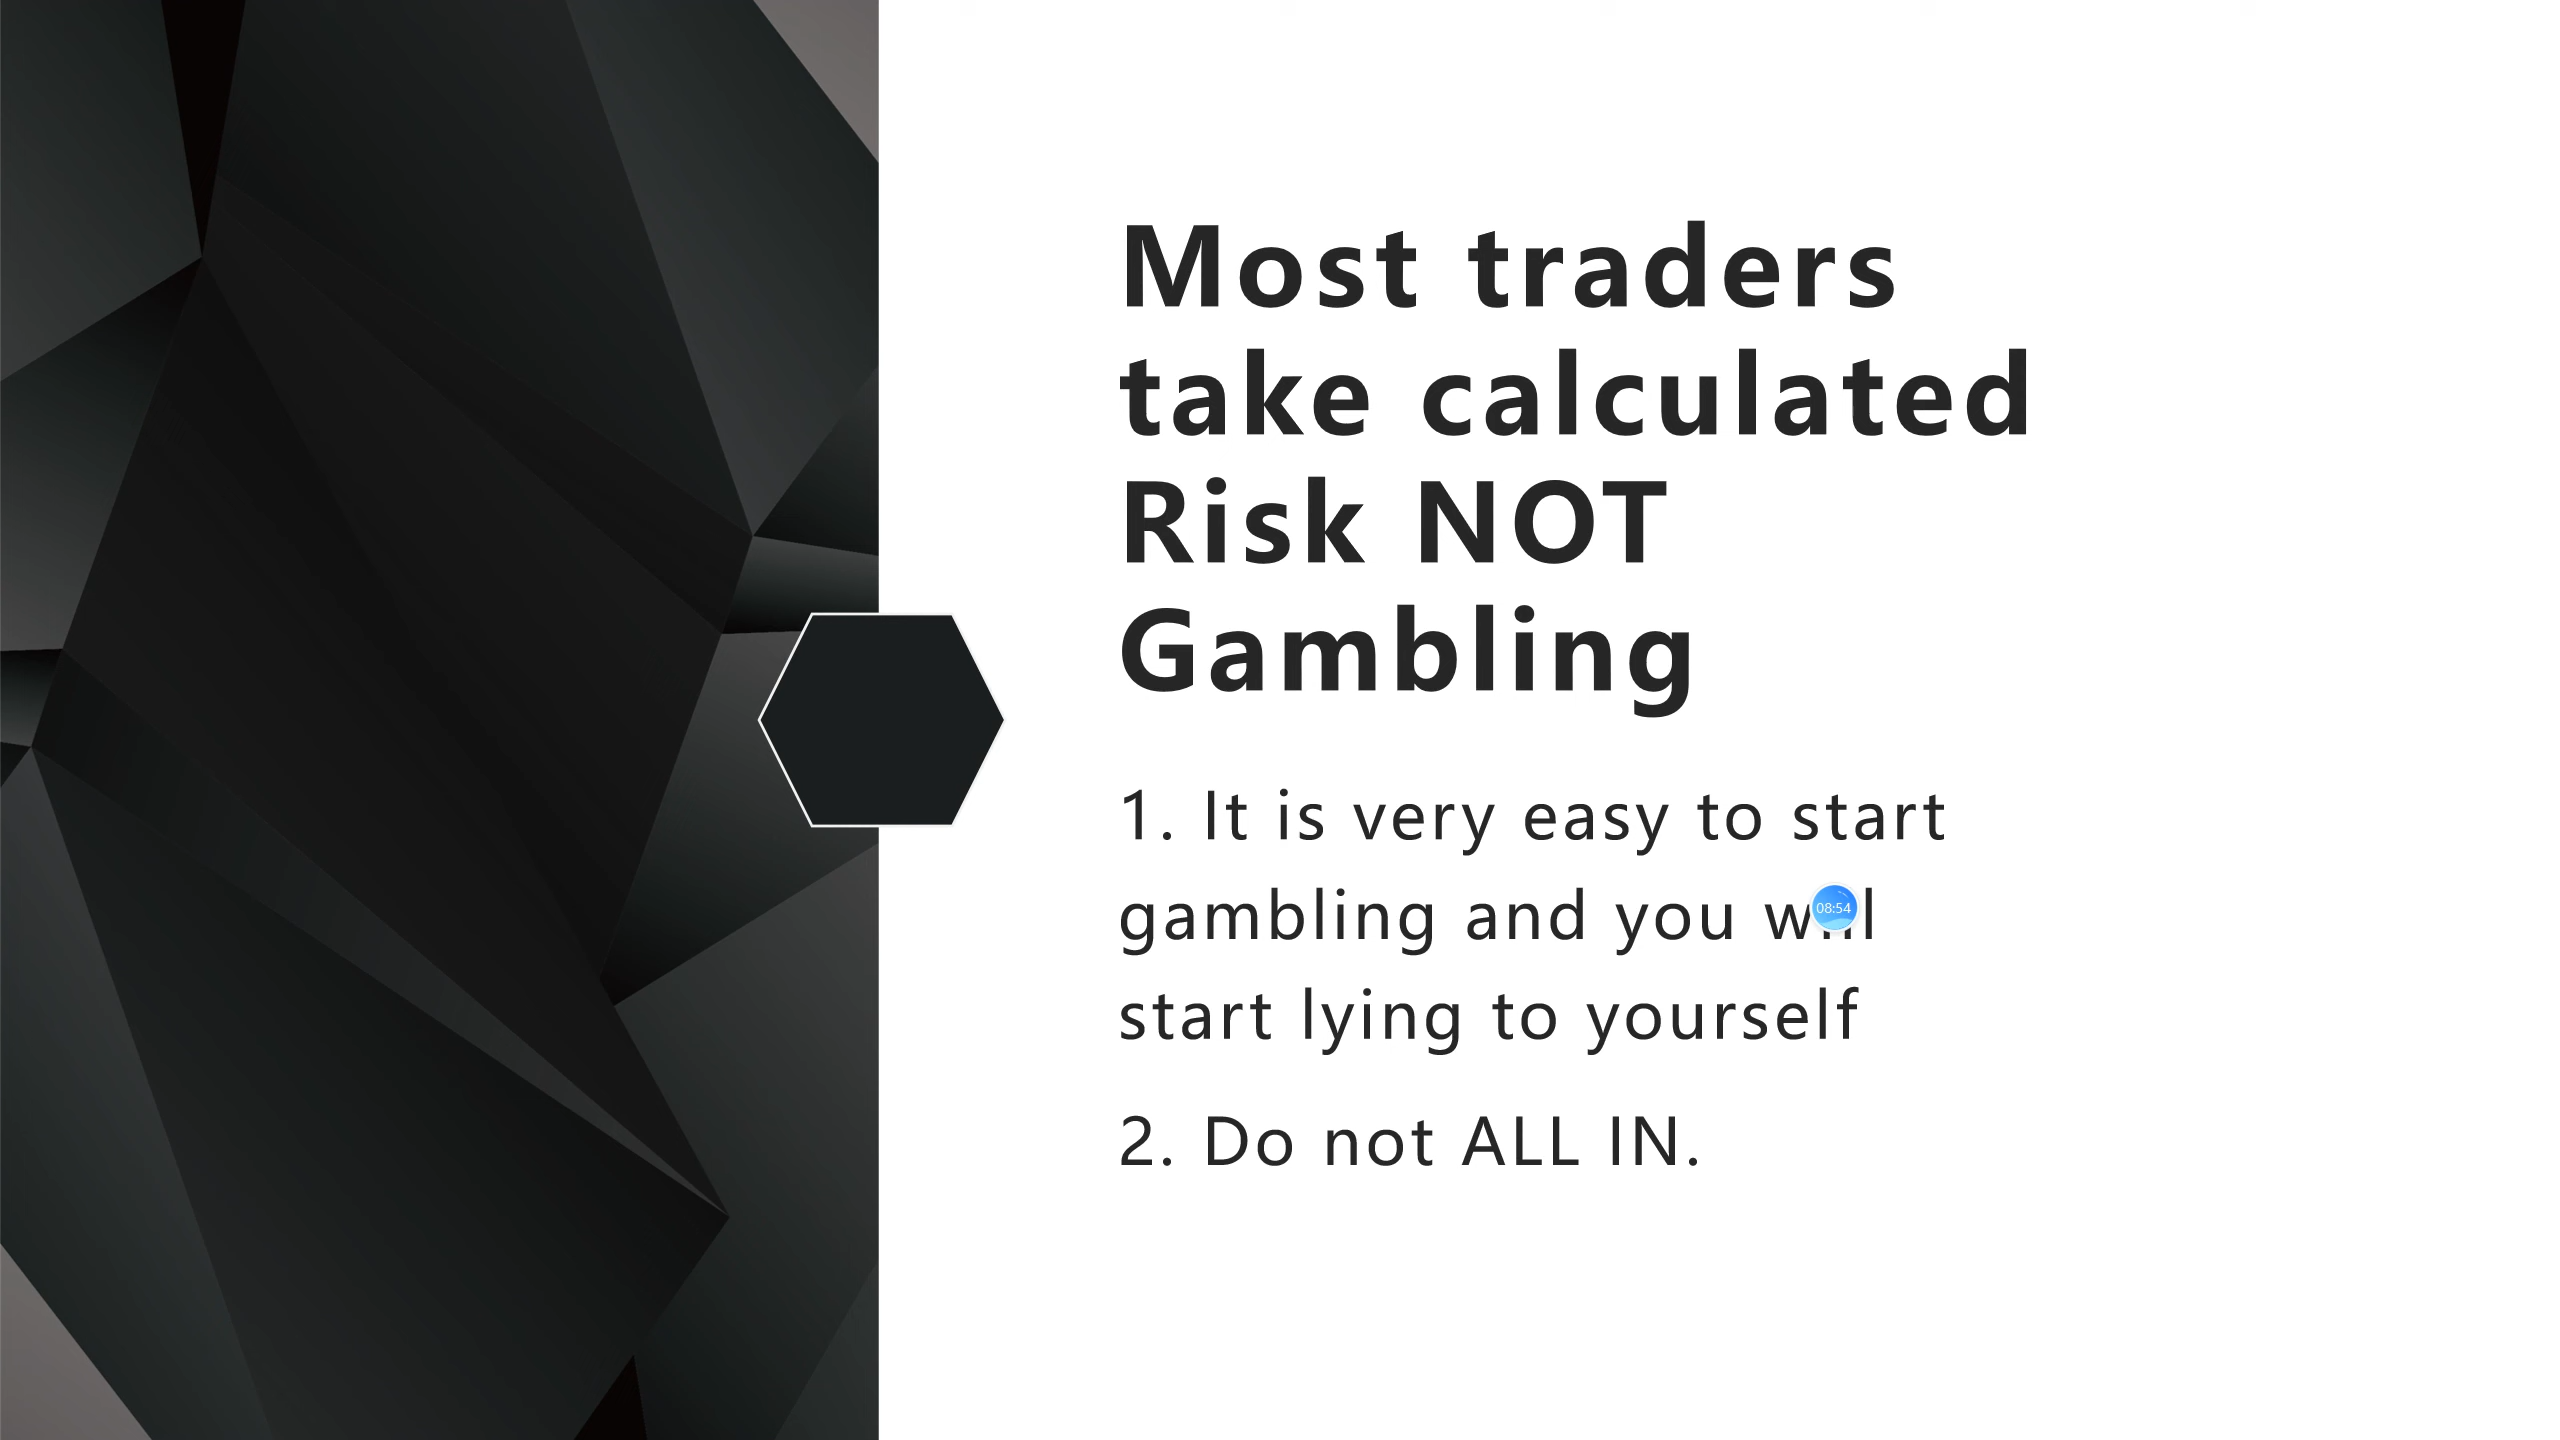 Most traders
take calculated
Risk NOT
Gambling
1. It is very easy to start
gambling and you will
08:54
start lying to yourself
2. Do not ALL IN.